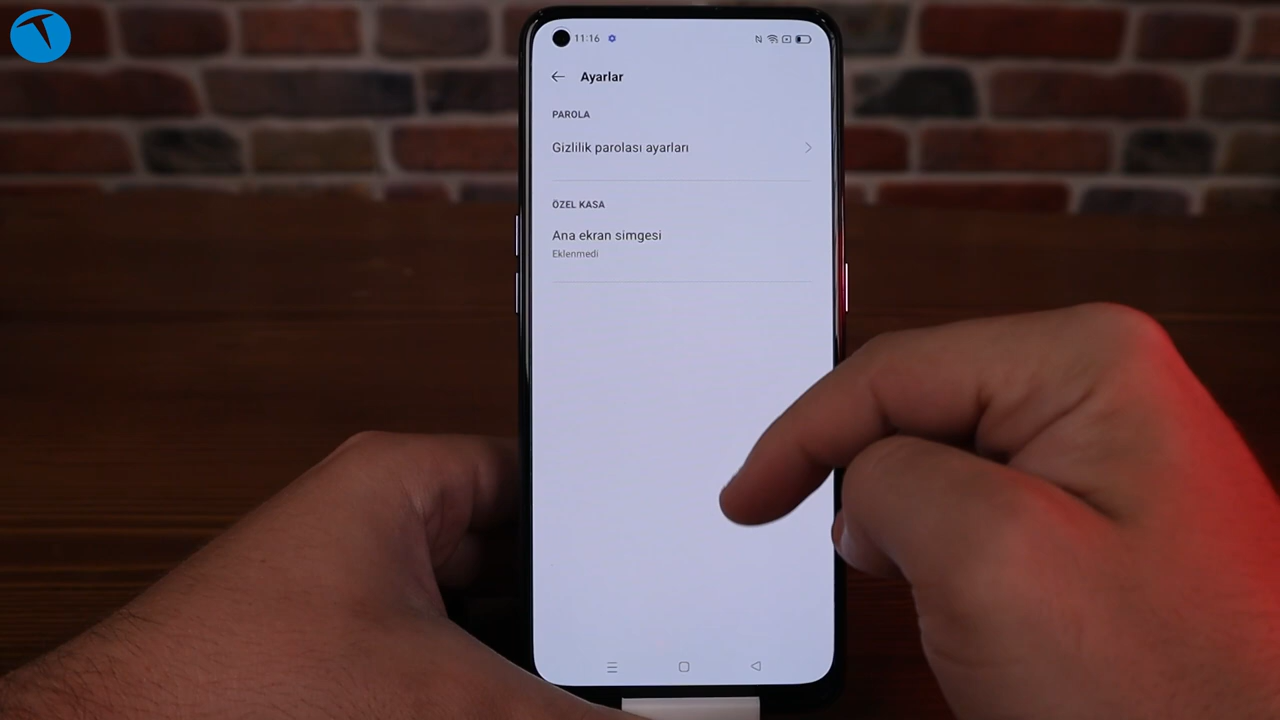 11:16
Ayarlar
PAROLA
Gizlilik parolası ayarları
ÖZEL KASA
Ana ekran simgesi
Eklenmedi